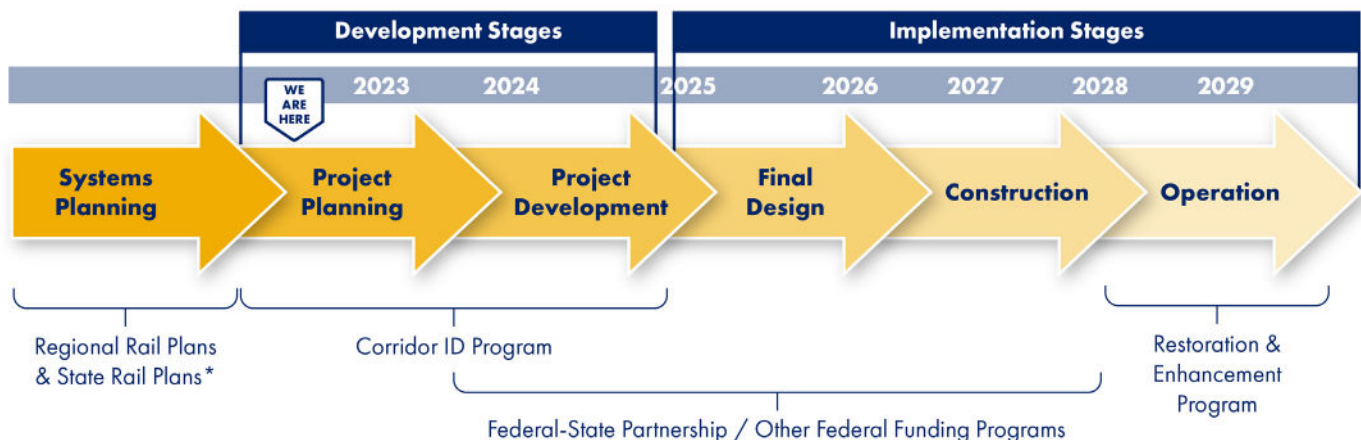 Development Stages
Implementation Stages
2023 2024 2025 2026 2027 2028 2029
WE
ARE
HERE
Systems
Planning
Project
Planning
Project
Development
Final
Design
Construction
Operation
Regional Rail Plans
& State Rail Plans*
Corridor ID Program
Restoration &
Enhancement
Program
Federal-State Partnership / Other Federal Funding Programs